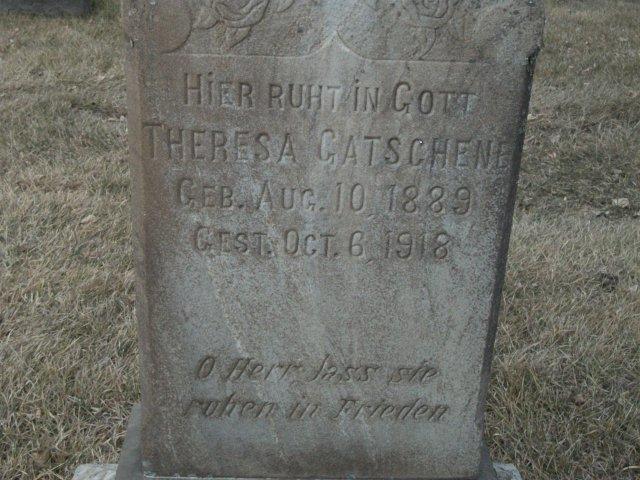 Hier ruht in Gott
Theresa Gatschene
Geb. Aug. 10, 1889
Gest. Oct. 6, 1918
O Herr lass sie
ruhen in Frieden